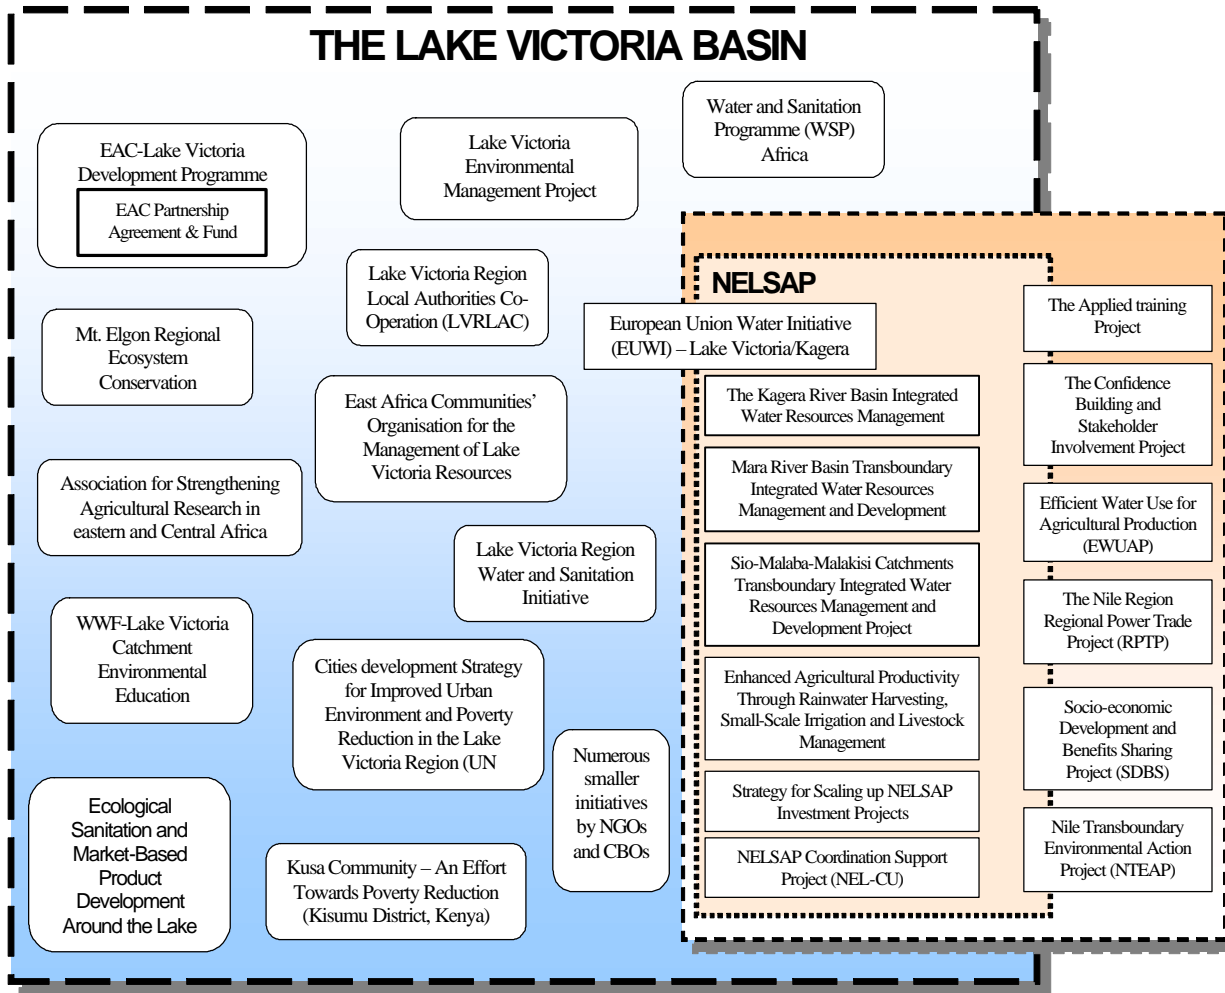 THE LAKE VICTORIA BASIN
EAC-Lake Victoria
Development Programme
EAC Partnership
Agreement & Fund
Lake Victoria
Environmental
Management Project
Water and Sanitation
Programme (WSP)
Africa
Mt. Elgon Regional
Ecosystem
Conservation
Lake Victoria Region
Local Authorities Co-
Operation (LVRLAC)
East Africa Communities’
Organisation for the
Management of Lake
Victoria Resources
Association for Strengthening
Agricultural Research in
eastern and Central Africa
Lake Victoria Region
Water and Sanitation
Initiative
WWF-Lake Victoria
Catchment
Environmental
Education
Cities development Strategy
for Improved Urban
Environment and Poverty
Reduction in the Lake
Victoria Region (UN
Numerous
smaller
initiatives
by NGOs
and CBOs
Ecological
Sanitation and
Market-Based
Product
Development
Around the Lake
Kusa Community – An Effort
Towards Poverty Reduction
(Kisumu District, Kenya)
NELSAP
European Union Water Initiative
(EUWI) – Lake Victoria/Kagera
The Kagera River Basin Integrated
Water Resources Management
Mara River Basin Transboundary
Integrated Water Resources
Management and Development
Sio-Malaba-Malakisi Catchments
Transboundary Integrated Water
Resources Management and
Development Project
Enhanced Agricultural Productivity
Through Rainwater Harvesting,
Small-Scale Irrigation and Livestock
Management
Strategy for Scaling up NELSAP
Investment Projects
NELSAP Coordination Support
Project (NEL-CU)
The Applied training
Project
The Confidence
Building and
Stakeholder
Involvement Project
Efficient Water Use for
Agricultural Production
(EWUAP)
The Nile Region
Regional Power Trade
Project (RPTP)
Socio-economic
Development and
Benefits Sharing
Project (SDBS)
Nile Transboundary
Environmental Action
Project (NTEAP)